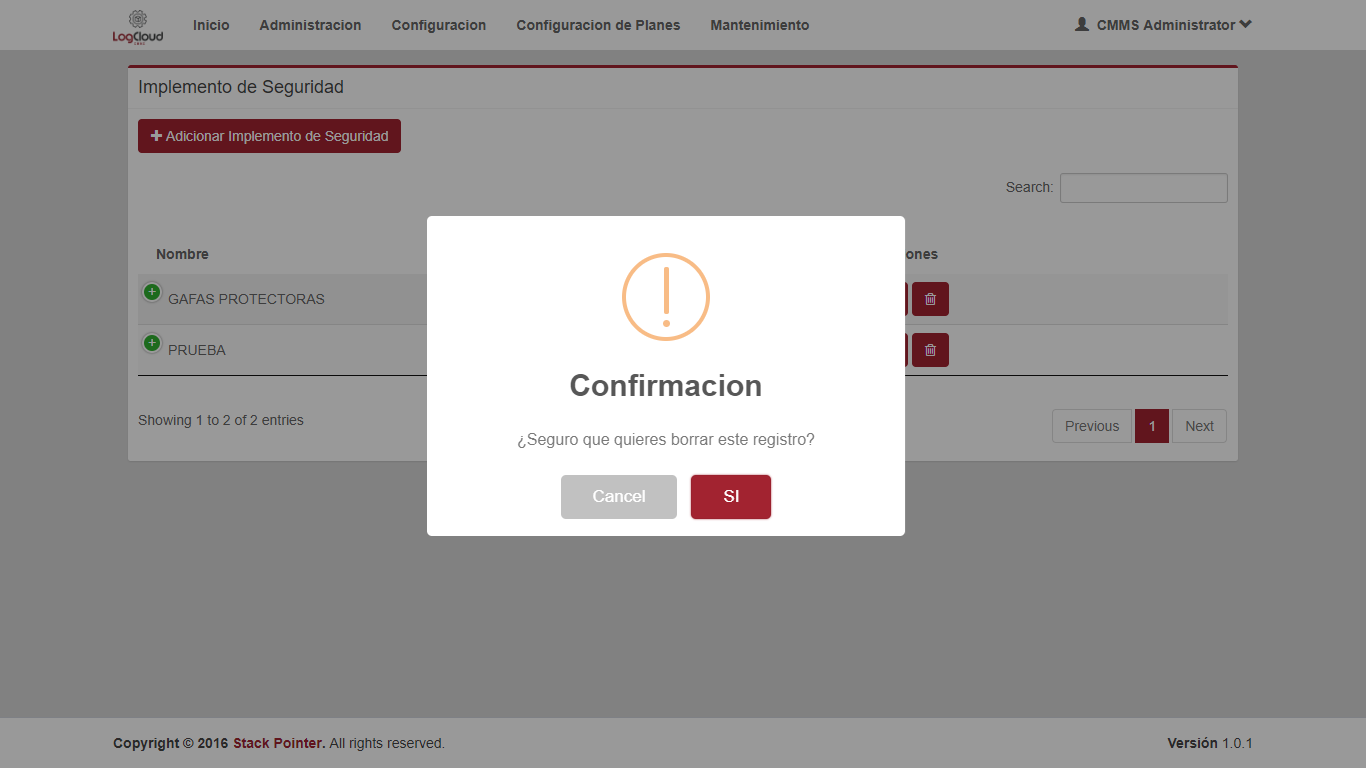 LogCloud
Inicio Administracion Configuracion Configuracion de Planes Mantenimiento CMMS Administrator
Implemento de Seguridad
Adicionar Implemento de Seguridad
Search:
Nombre ones
GAFAS PROTECTORAS
PRUEBA
Confirmacion
¿Seguro que quieres borrar este registro?
Cancel SI
Showing 1 to 2 of 2 entries
Previous 1 Next
Copyright © 2016 Stack Pointer. All rights reserved. Versión 1.0.1